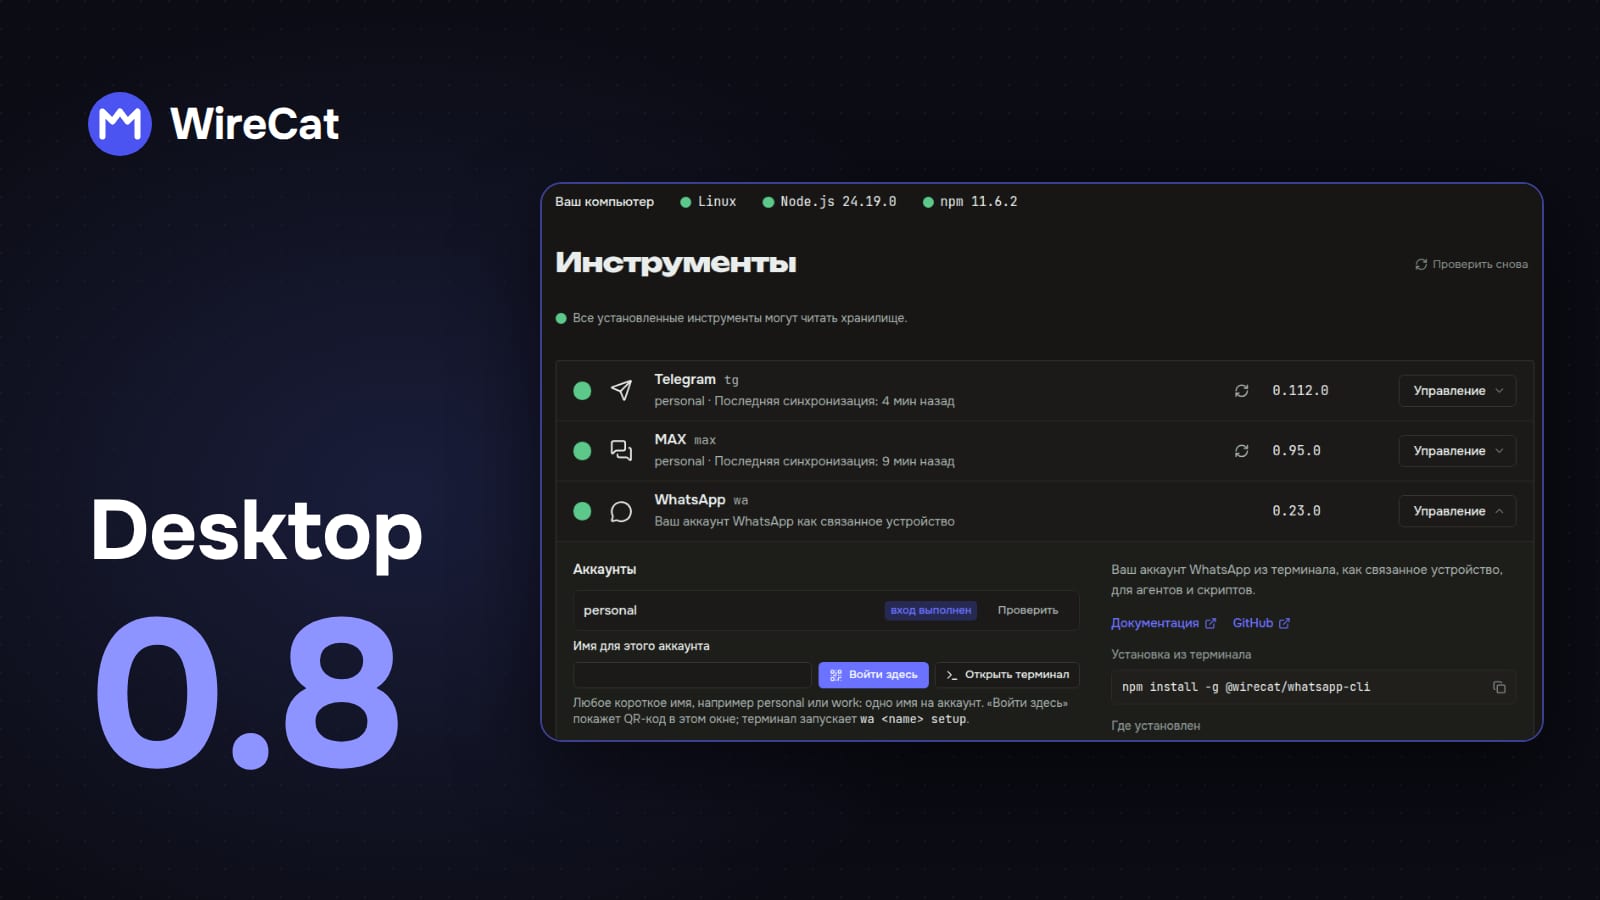 WireCat
Desktop
0.8
Ваш компьютер Linux Node.js 24.19.0 npm 11.6.2
Инструменты
Проверить снова
Все установленные инструменты могут читать хранилище.
Telegram tg
personal · Последняя синхронизация: 4 мин назад
0.112.0
Управление
MAX max
personal · Последняя синхронизация: 9 мин назад
0.95.0
Управление
WhatsApp wa
Ваш аккаунт WhatsApp как связанное устройство
0.23.0
Управление
Аккаунты
personal
вход выполнен
Проверить
Имя для этого аккаунта
Войти здесь
Открыть терминал
Любое короткое имя, например personal или work: одно имя на аккаунт. «Войти здесь»
покажет QR-код в этом окне; терминал запускает wa <name> setup.
Ваш аккаунт WhatsApp из терминала, как связанное устройство,
для агентов и скриптов.
Документация GitHub
Установка из терминала
npm install -g @wirecat/whatsapp-cli
Где установлен